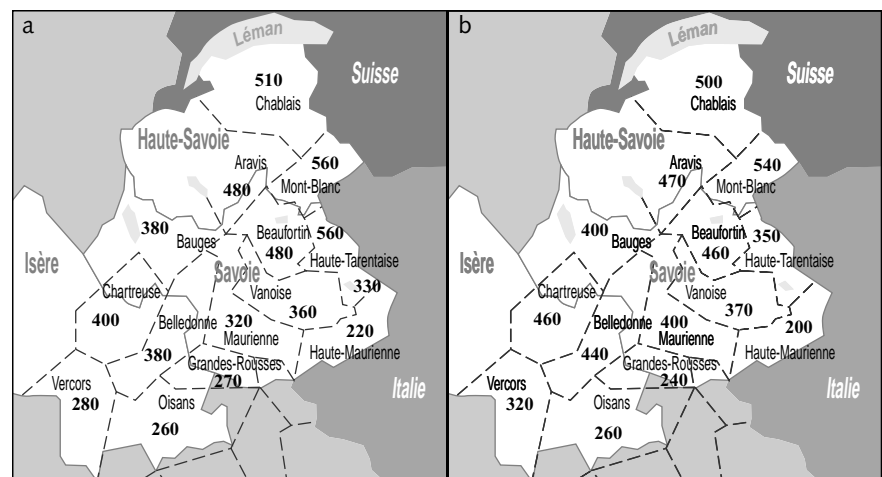 a
Léman
510
Suisse
Chablais
Haute-Savoie
Aravis
560
480
Mont-Blanc
380
Beaufortin
560
Bauges
480
Isère
Savoie
Haute-Tarentaise
330
Chartreuse
Vanoise
360
400
Belledonne
320
220
Maurienne
380
Grandes-Rousses
Haute-Maurienne
270
Vercors
Italie
280
Oisans
260
b
Léman
500
Suisse
Chablais
Haute-Savoie
Aravis
540
470
Mont-Blanc
400
Beaufortin
350
Bauges
460
Isère
Savoie
Haute-Tarentaise
Chartreuse
Vanoise
370
460
Belledonne
400
200
Maurienne
440
Grandes-Rousses
Haute-Maurienne
240
Vercors
Italie
320
Oisans
260